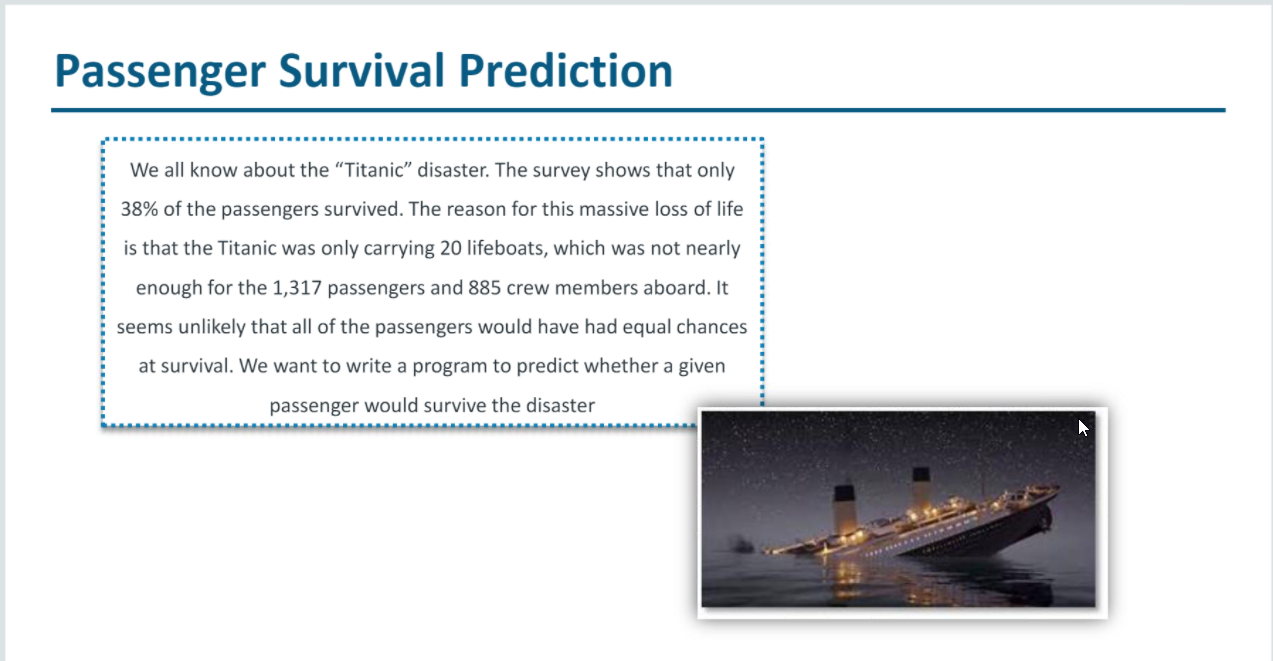 Passenger Survival Prediction
We all know about the “Titanic” disaster. The survey shows that only
38% of the passengers survived. The reason for this massive loss of life
is that the Titanic was only carrying 20 lifeboats, which was not nearly
enough for the 1,317 passengers and 885 crew members aboard. It
seems unlikely that all of the passengers would have had equal chances
at survival. We want to write a program to predict whether a given
passenger would survive the disaster